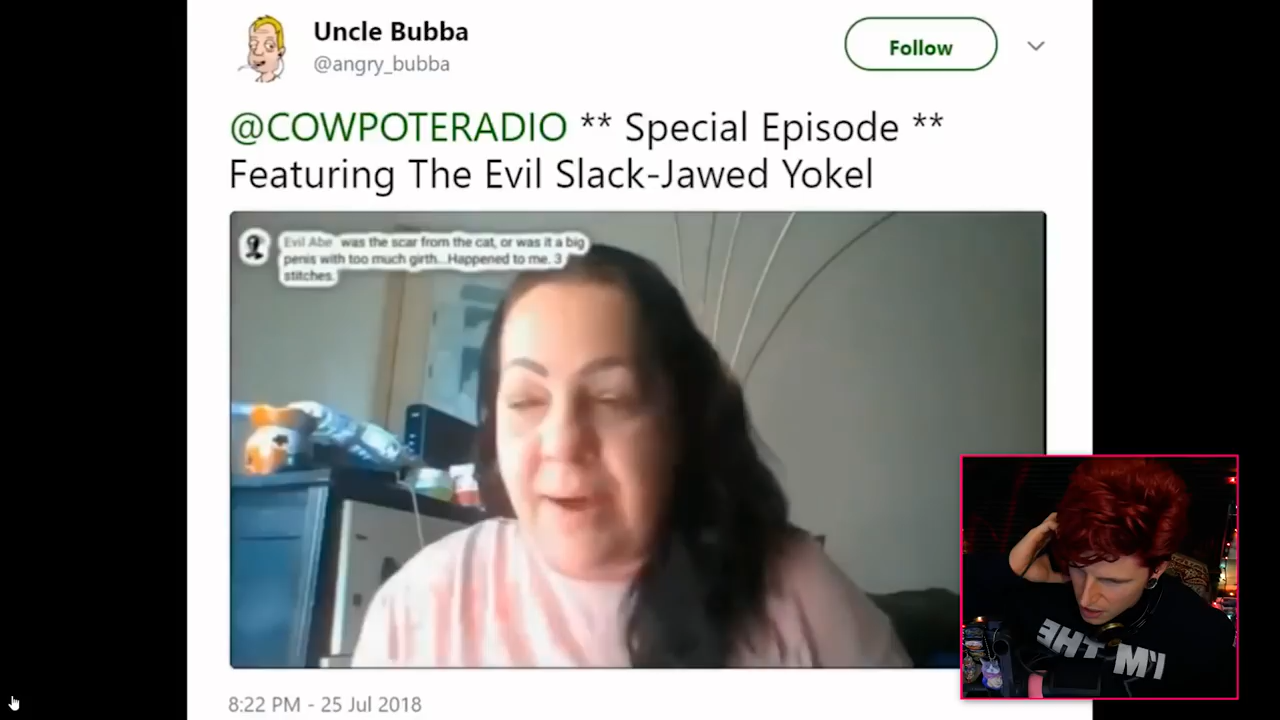 Uncle Bubba
@angry_bubba
Follow
@COWPOTERADIO ** Special Episode **
Featuring The Evil Slack-Jawed Yokel
Evil Abe was the scar from the cat, or was it a big
penis with too much girth...Happened to me. 3
stitches.
8:22 PM - 25 Jul 2018